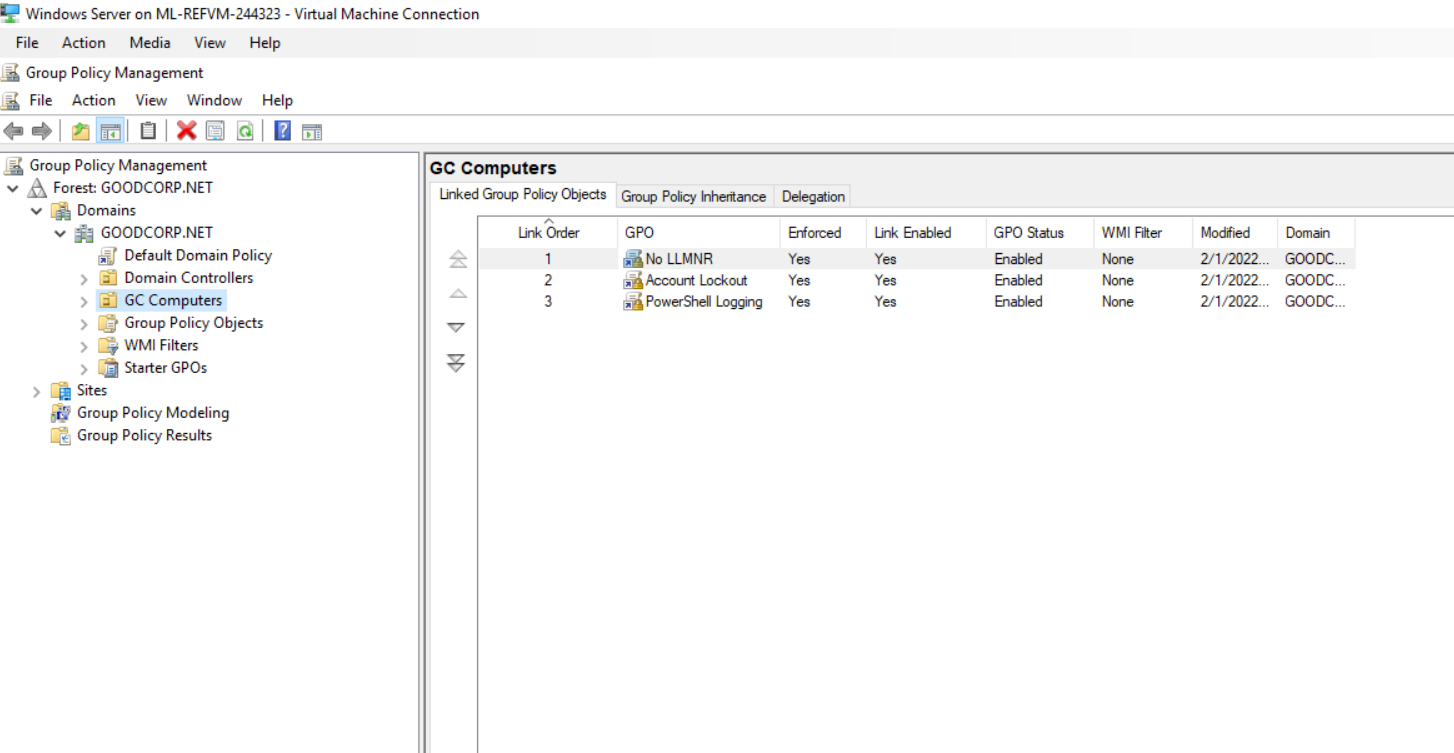 Windows Server on ML-REFVM-244323 - Virtual Machine Connection
File Action Media View Help
Group Policy Management
File Action View Window Help
Group Policy Management
Forest: GOODCORP.NET
Domains
GOODCORP.NET
Default Domain Policy
Domain Controllers
GC Computers
Group Policy Objects
WMI Filters
Starter GPOs
Sites
Group Policy Modeling
Group Policy Results
GC Computers
Linked Group Policy Objects Group Policy Inheritance Delegation
Link Order GPO Enforced Link Enabled GPO Status WMI Filter Modified Domain
1 No LLMNR Yes Yes Enabled None 2/1/2022... GOODC...
2 Account Lockout Yes Yes Enabled None 2/1/2022... GOODC...
3 PowerShell Logging Yes Yes Enabled None 2/1/2022... GOODC...